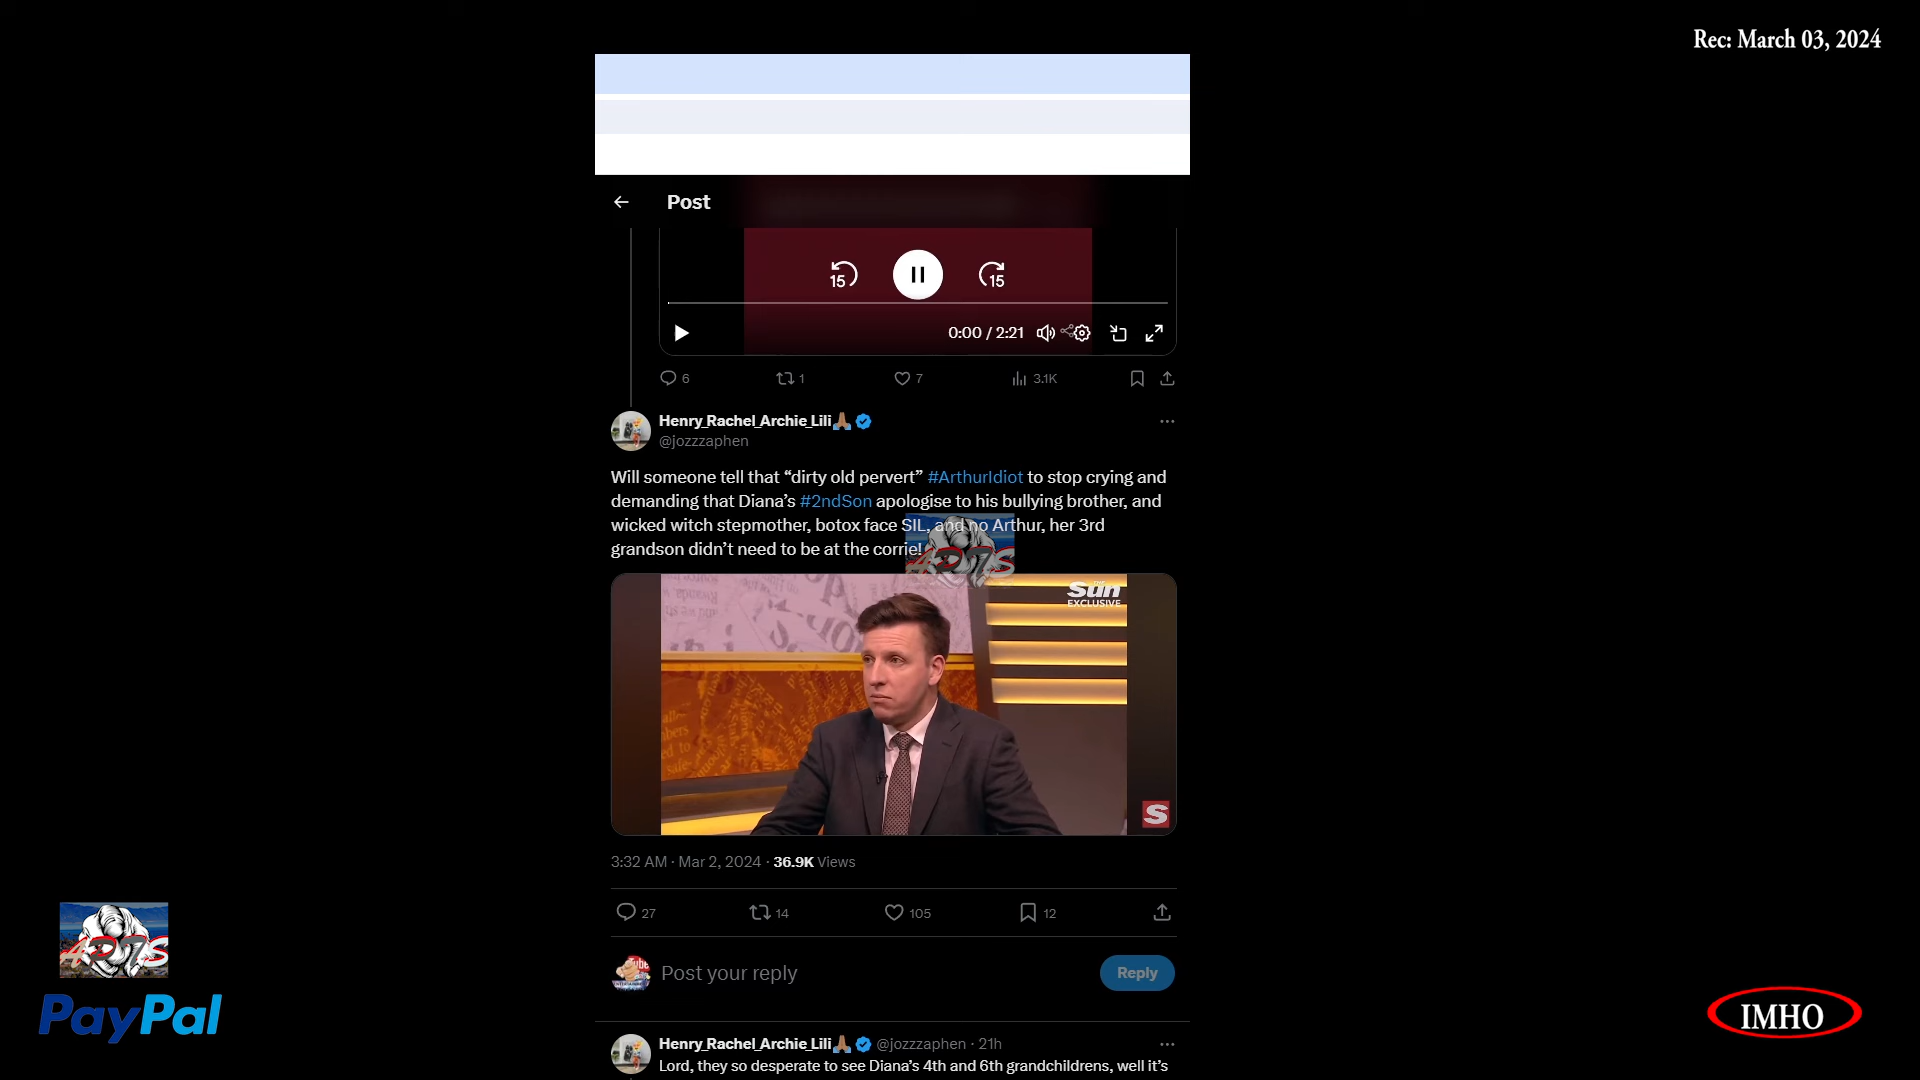 Rec: March 03, 2024
Post
15
15
0:00 / 2:21
6
1
7
3.1K
Henry_Rachel_Archie_Lili🙏🏽
@jozzzaphen
Will someone tell that “dirty old pervert” #ArthurIdiot to stop crying and
demanding that Diana’s #2ndSon apologise to his bullying brother, and
wicked witch stepmother, botox face SIL, and no Arthur, her 3rd
grandson didn’t need to be at the corrie!
THE
Sun
EXCLUSIVE
S
3:32 AM · Mar 2, 2024 · 36.9K Views
27
14
105
12
Post your reply
Reply
PayPal
IMHO
Henry_Rachel_Archie_Lili🙏🏽 @jozzzaphen · 21h
Lord, they so desperate to see Diana’s 4th and 6th grandchildrens, well it’s